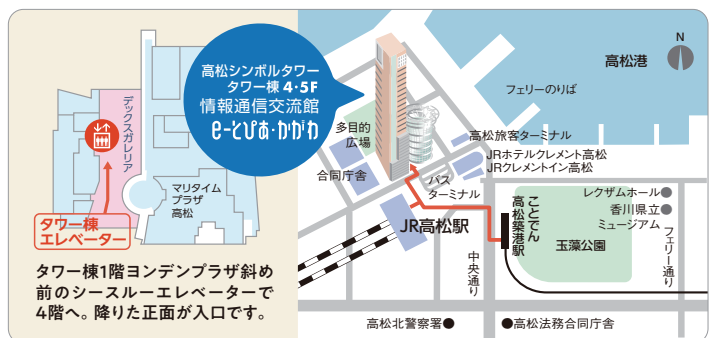 デックスガレリア
マリタイム
プラザ
高松
タワー棟
エレベーター
タワー棟1階ヨンデンプラザ斜め
前のシースルーエレベーターで
4階へ。降りた正面が入口です。
高松シンボルタワー
タワー棟4・5F
情報通信交流館
e-とぴあ・かがわ
N
高松港
フェリーのりば
多目的
広場
合同庁舎
高松旅客ターミナル
JRホテルクレメント高松
JRクレメントイン高松
バス
ターミナル
JR高松駅
ことでん
高松築港駅
レクザムホール
香川県立
ミュージアム
玉藻公園
フェリー通り
中央通り
高松北警察署
高松法務合同庁舎